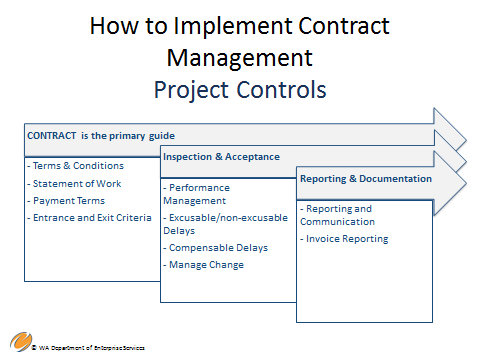 How to Implement Contract
Management
Project Controls
CONTRACT is the primary guide
- Terms & Conditions
- Statement of Work
- Payment Terms
- Entrance and Exit Criteria
Inspection & Acceptance
- Performance
Management
- Excusable/non-excusable
Delays
- Compensable Delays
- Manage Change
Reporting & Documentation
- Reporting and
Communication
- Invoice Reporting
© WA Department of Enterprise Services